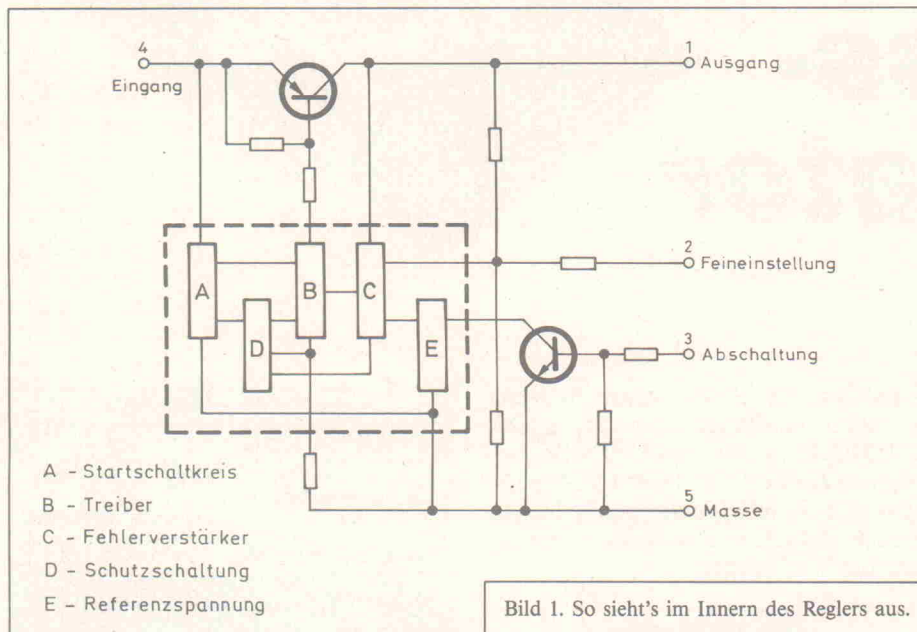 4
Eingang
1
Ausgang
2
Feineinstellung
3
Abschaltung
5
Masse
A
B
C
D
E
A - Startschaltkreis
B - Treiber
C - Fehlerverstärker
D - Schutzschaltung
E - Referenzspannung
Bild 1. So sieht's im Innern des Reglers aus.